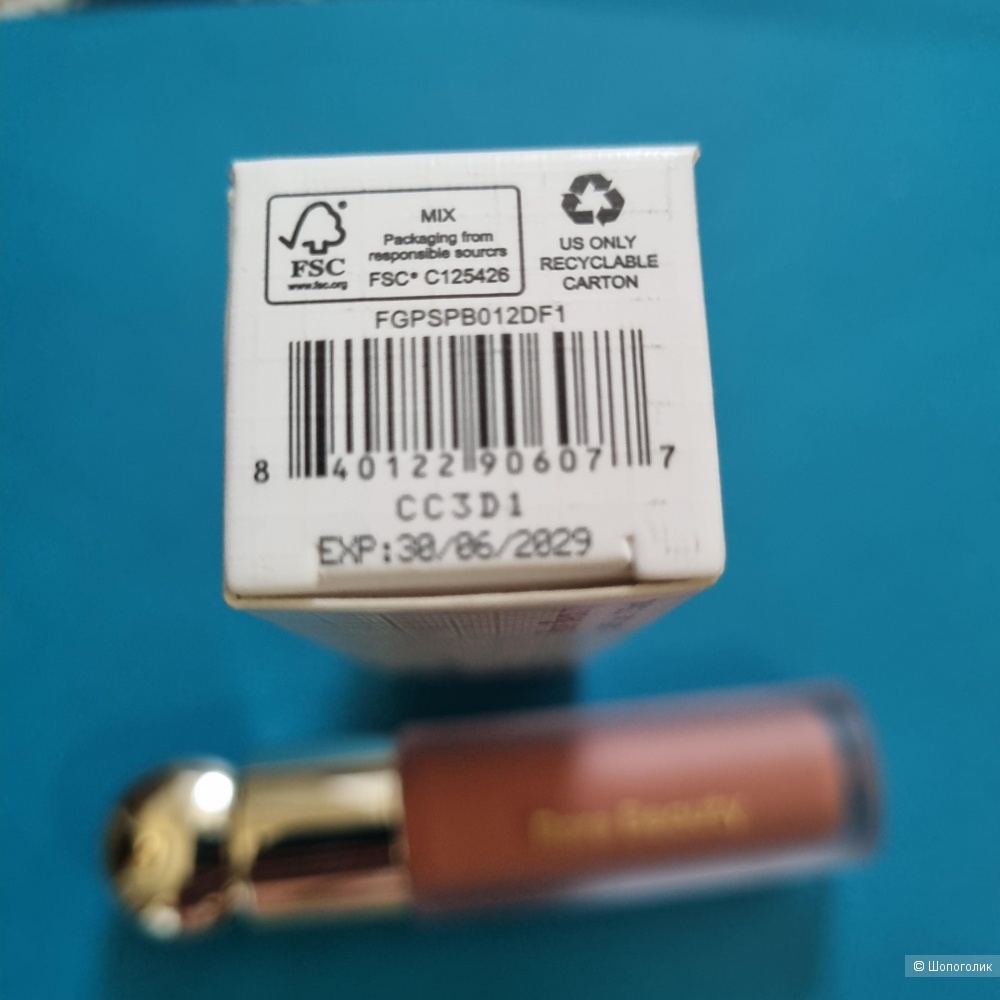 MIX
Packaging from
responsible sourcrs
FSC® C125426
FSC
www.fsc.org
US ONLY
RECYCLABLE
CARTON
FGPSPB012DF1
8 40122 90607 7
CC3D1
EXP:30/06/2029
Rare Beauty
© Шопоголик